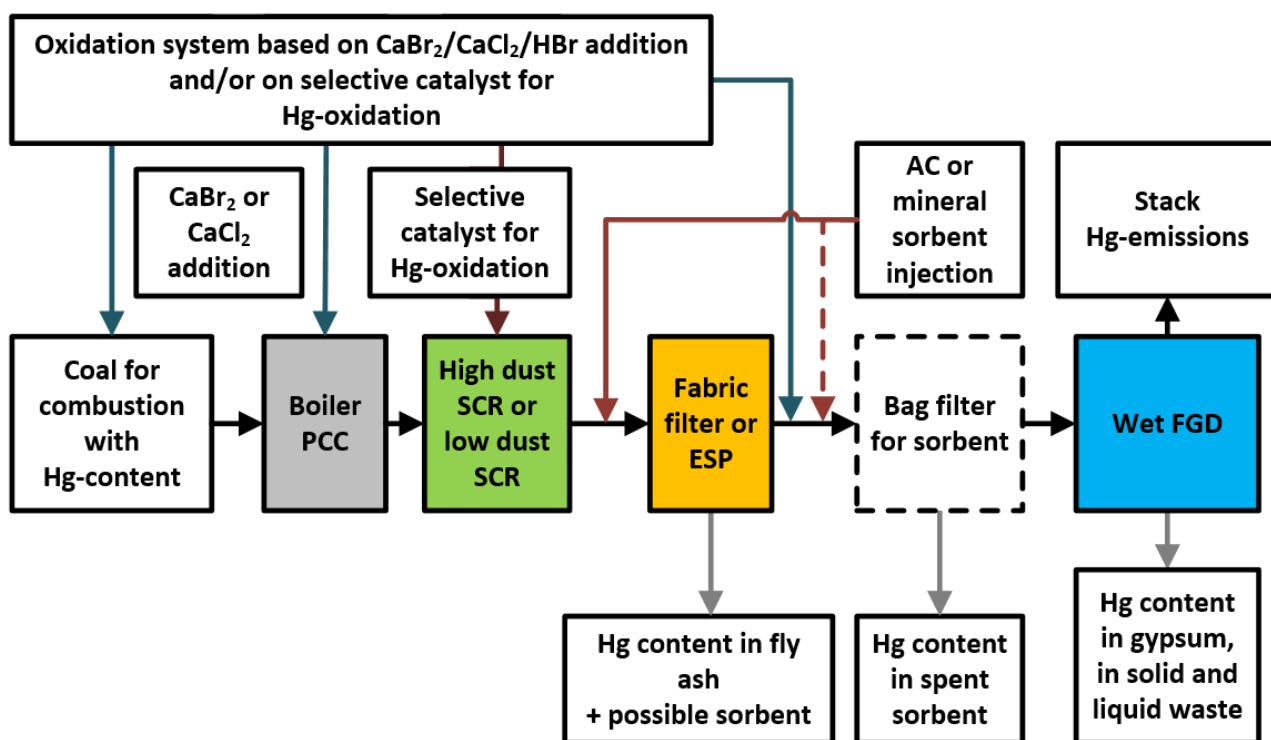 Oxidation system based on CaBr₂/CaCl₂/HBr addition
and/or on selective catalyst for
Hg-oxidation
CaBr₂ or
CaCl₂
addition
Selective
catalyst for
Hg-oxidation
AC or
mineral
sorbent
injection
Stack
Hg-emissions
Coal for
combustion
with
Hg-content
Boiler
PCC
High dust
SCR or
low dust
SCR
Fabric
filter or
ESP
Bag filter
for sorbent
Wet FGD
Hg content in fly
ash
+ possible sorbent
Hg content
in spent
sorbent
Hg content
in gypsum,
in solid and
liquid waste